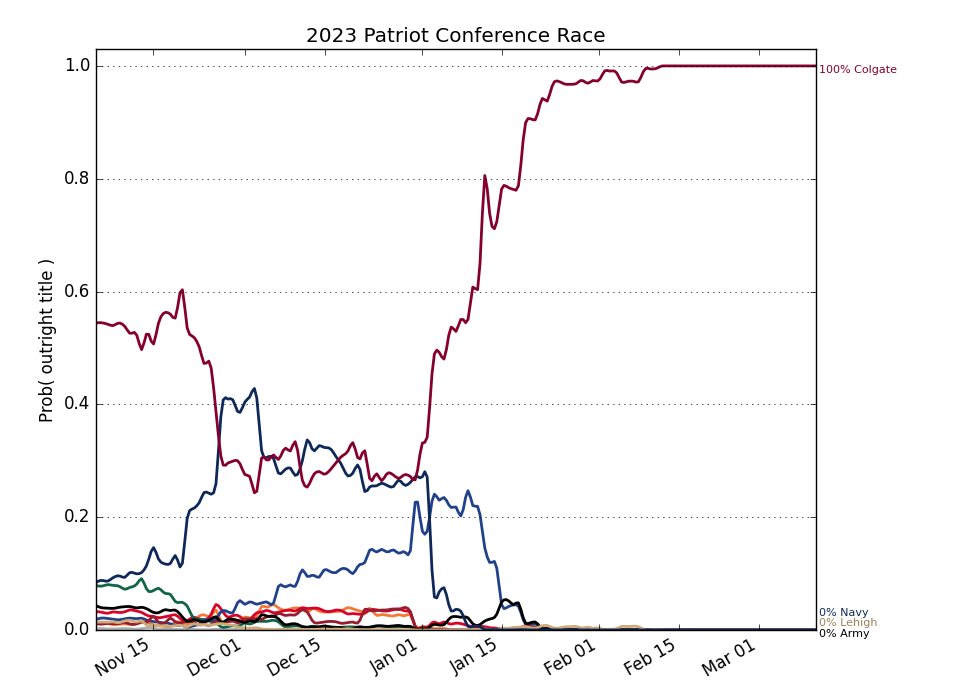 2023 Patriot Conference Race
Prob( outright title )
1.0
0.8
0.6
0.4
0.2
0.0
100% Colgate
0% Navy
0% Lehigh
0% Army
Nov 15
Dec 01
Dec 15
Jan 01
Jan 15
Feb 01
Feb 15
Mar 01